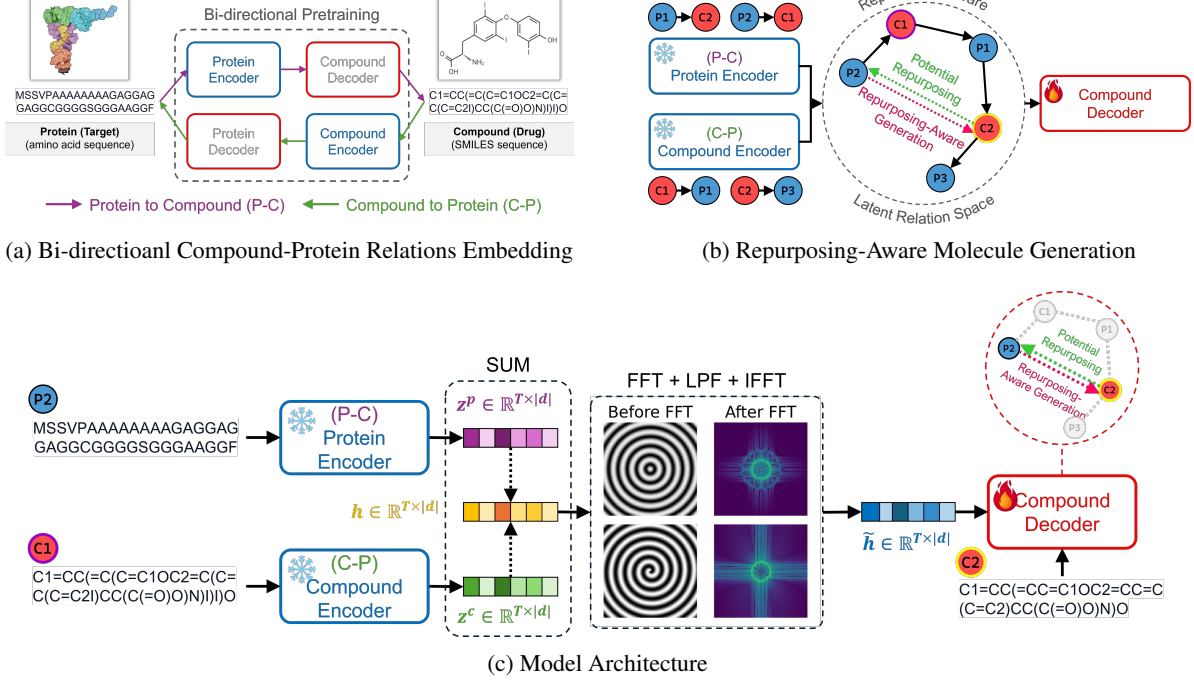 Bi-directional Pretraining
Protein
Encoder
Compound
Decoder
MSSVPAAAAAAAAGAGGAG
GAGGCGGGGSGGGAAGGF
C1=CC(=C(C=C1OC2=C(C=
C(C=C2I)CC(C(=O)O)N)I)I)O
I
O
OH
I
I
I
O
NH₂
OH
Protein (Target)
(amino acid sequence)
Protein
Decoder
Compound
Encoder
Compound (Drug)
(SMILES sequence)
Protein to Compound (P-C)
Compound to Protein (C-P)
(a) Bi-directioanl Compound-Protein Relations Embedding
P1
C2
P2
C1
(P-C)
Protein Encoder
(C-P)
Compound Encoder
C1
P1
C2
P3
C1
P1
P2
Potential
Repurposing
Repurposing-Aware
Generation
C2
P3
Latent Relation Space
Compound
Decoder
(b) Repurposing-Aware Molecule Generation
P2
MSSVPAAAAAAAAGAGGAG
GAGGCGGGGSGGGAAGGF
(P-C)
Protein
Encoder
C1
C1=CC(=C(C=C1OC2=C(C=
C(C=C2I)CC(C(=O)O)N)I)I)O
(C-P)
Compound
Encoder
SUM
z^p ∈ ℝ^{T×|d|}
h ∈ ℝ^{T×|d|}
z^c ∈ ℝ^{T×|d|}
FFT + LPF + IFFT
Before FFT
After FFT
h̃ ∈ ℝ^{T×|d|}
C1
P1
P2
Potential
Repurposing
Repurposing-
Aware Generation
C2
P3
Compound
Decoder
C2
C1=CC(=CC=C1OC2=CC=C
(C=C2)CC(C(=O)O)N)O
(c) Model Architecture